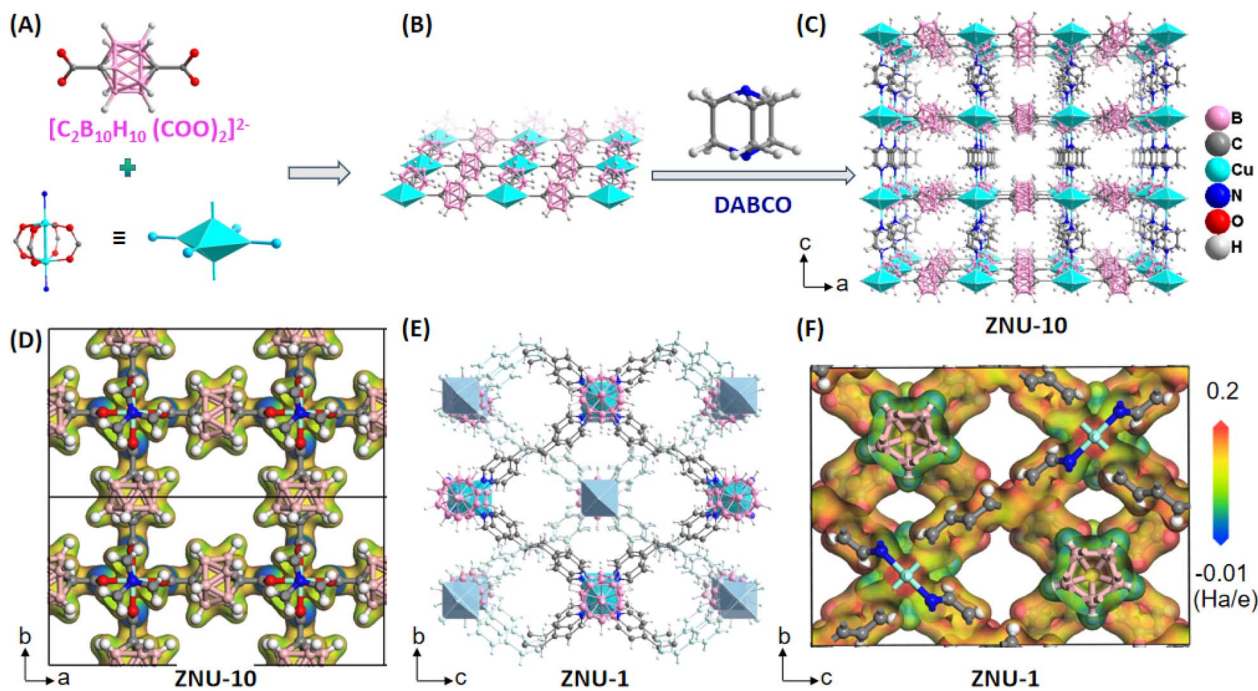 (A)
[C₂B₁₀H₁₀ (COO)₂]²⁻
+
≡
(B)
DABCO
(C)
c
a
ZNU-10
B
C
Cu
N
O
H
(D)
b
a
ZNU-10
(E)
b
c
ZNU-1
(F)
b
c
ZNU-1
0.2
-0.01
(Ha/e)